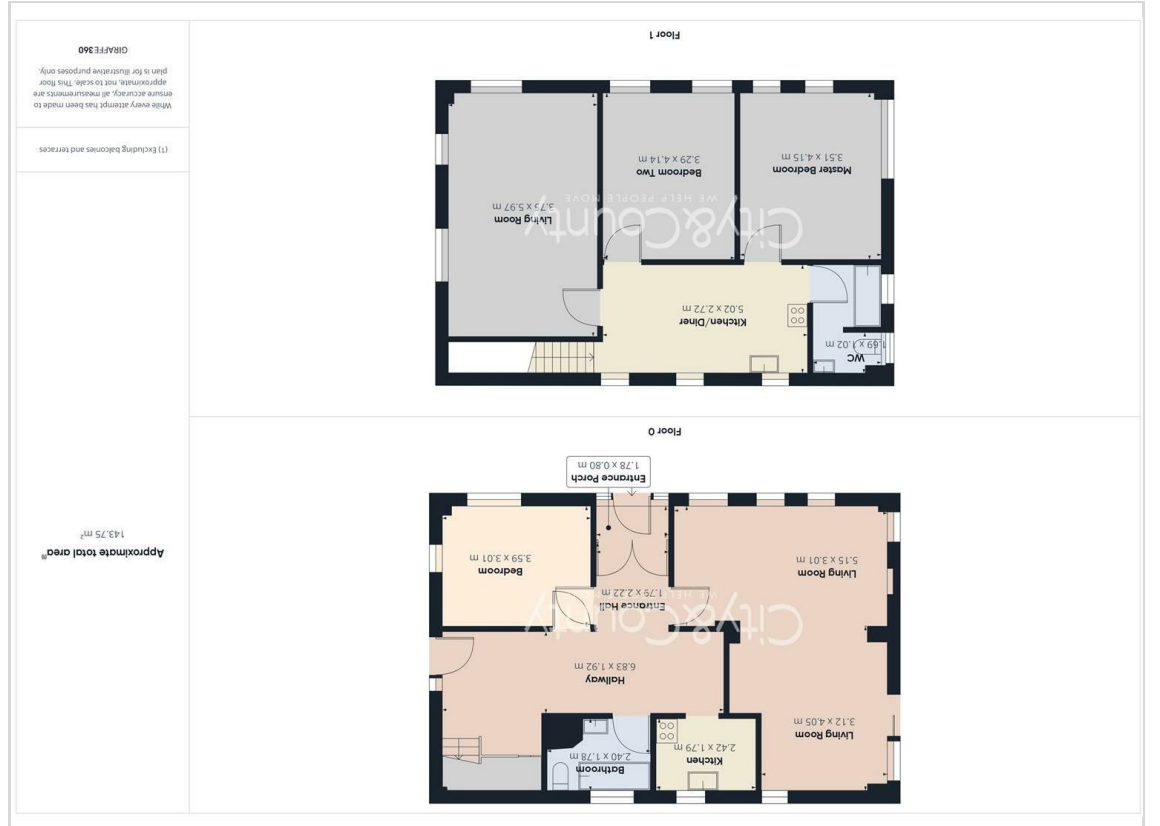 Floor 0
Entrance Porch
1.78 x 0.80 m
Living Room
5.15 x 3.01 m
Entrance Hall
1.79 x 2.22 m
Bedroom
3.59 x 3.01 m
Living Room
3.12 x 4.05 m
Kitchen
2.42 x 1.79 m
Bathroom
2.40 x 1.78 m
Hallway
6.83 x 1.92 m
City&County
Floor 1
Master Bedroom
3.51 x 4.15 m
Bedroom Two
3.29 x 4.14 m
Living Room
3.75 x 5.97 m
Kitchen/Diner
5.02 x 2.72 m
WC
1.69 x 1.02 m
City&County
WE HELP PEOPLE MOVE
Approximate total area⁽¹⁾
143.75 m²
(1) Excluding balconies and terraces
While every attempt has been made to
ensure accuracy, all measurements are
approximate, not to scale. This floor
plan is for illustrative purposes only.
GIRAFFE360